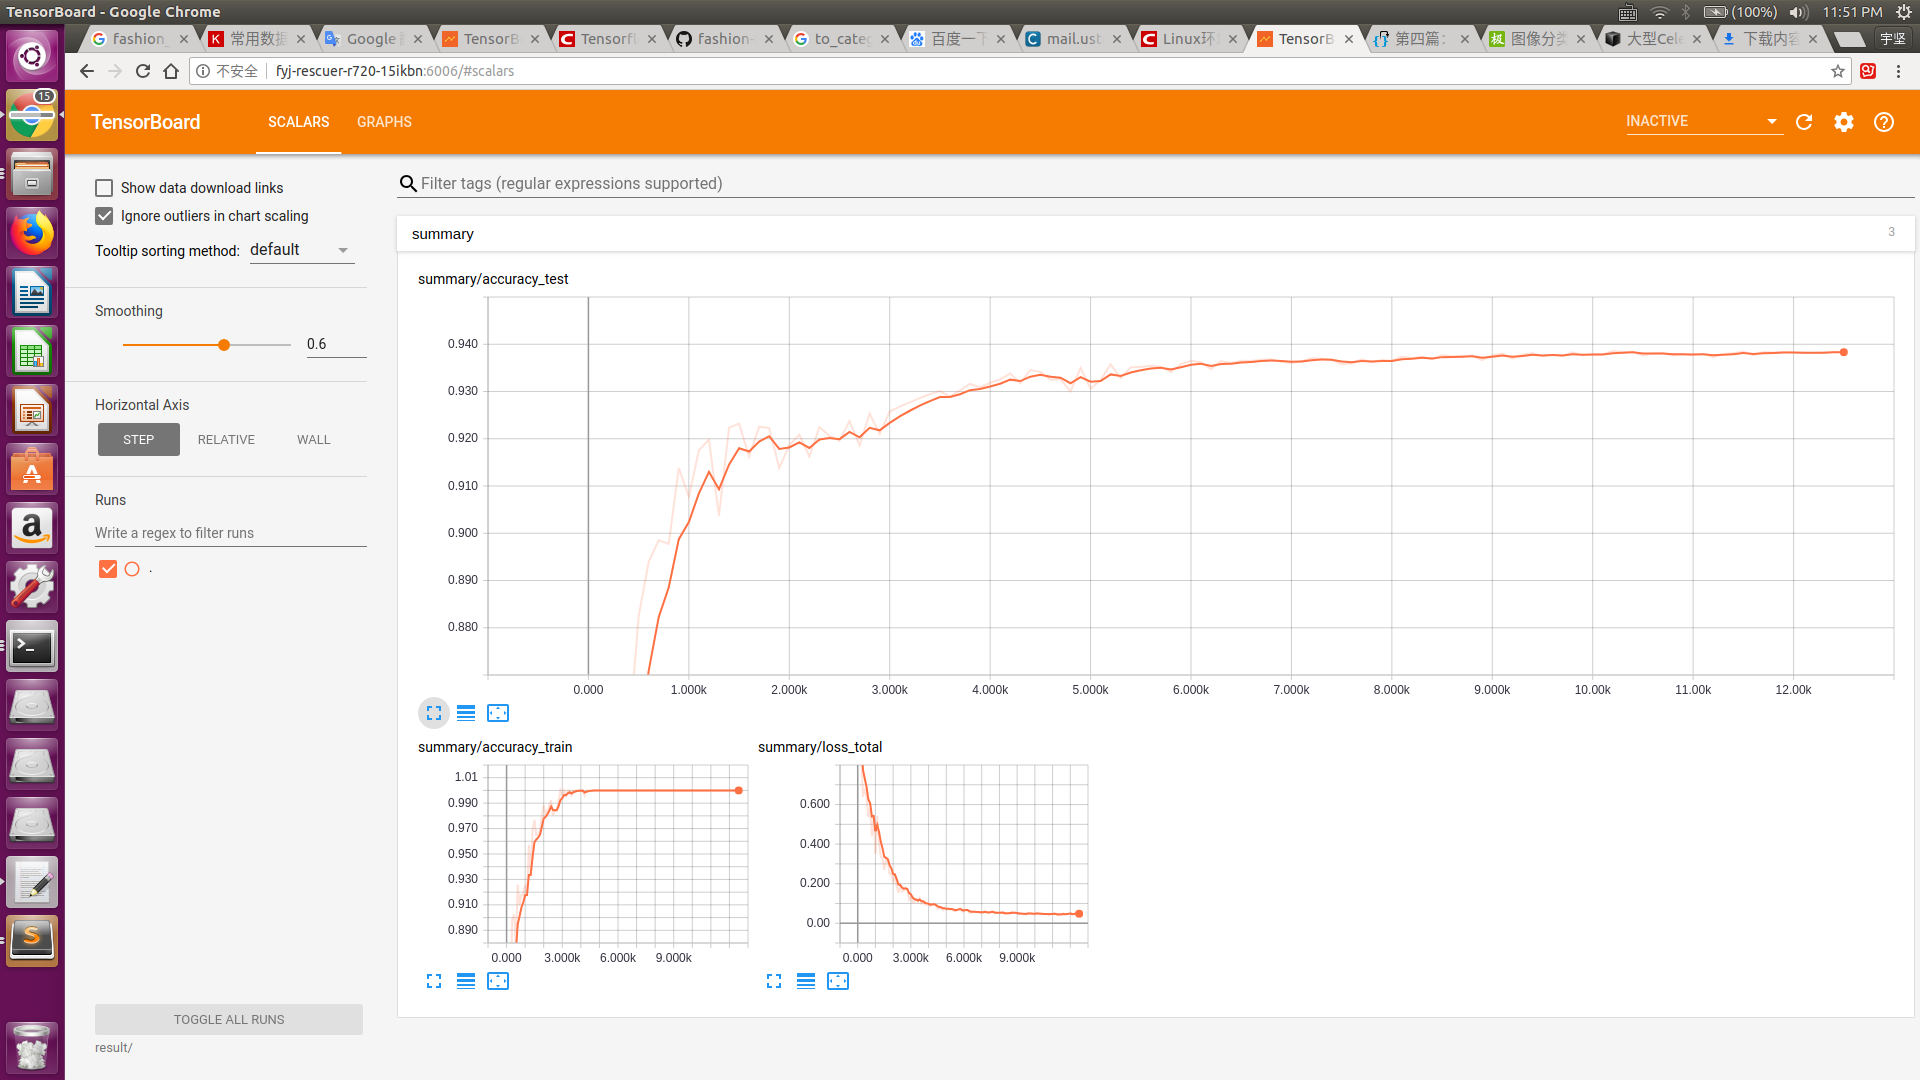 TensorBoard - Google Chrome
(100%)
11:51 PM
fashion_
常用数据
Google
TensorB
Tensorfl
fashion-
to_categ
百度一下
mail.ust
Linux环
TensorB
第四篇:
图像分类
大型Cele
下载内容
宇坚
不安全
fyj-rescuer-r720-15ikbn:6006/#scalars
15
TensorBoard
SCALARS
GRAPHS
INACTIVE
Show data download links
Ignore outliers in chart scaling
Tooltip sorting method: default
Smoothing
0.6
Horizontal Axis
STEP
RELATIVE
WALL
Runs
Write a regex to filter runs
.
TOGGLE ALL RUNS
result/
Filter tags (regular expressions supported)
summary
3
summary/accuracy_test
0.940
0.930
0.920
0.910
0.900
0.890
0.880
0.000 1.000k 2.000k 3.000k 4.000k 5.000k 6.000k 7.000k 8.000k 9.000k 10.00k 11.00k 12.00k
summary/accuracy_train
1.01
0.990
0.970
0.950
0.930
0.910
0.890
0.000 3.000k 6.000k 9.000k
summary/loss_total
0.600
0.400
0.200
0.00
0.000 3.000k 6.000k 9.000k